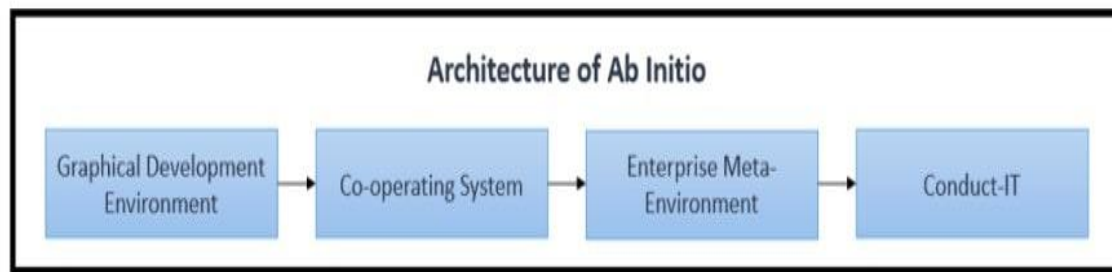 Architecture of Ab Initio
Graphical Development
Environment
Co-operating System
Enterprise Meta-
Environment
Conduct-IT